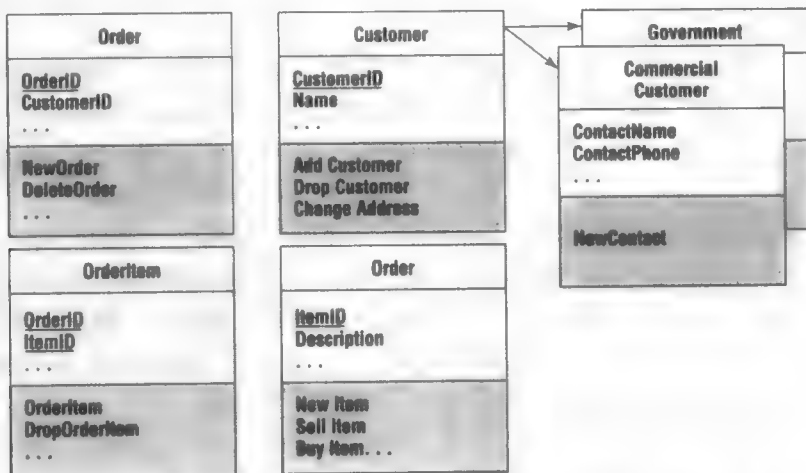 Order
OrderID
CustomerID
...
NewOrder
DeleteOrder
...
Customer
CustomerID
Name
...
Add Customer
Drop Customer
Change Address
Government
Commercial
Customer
ContactName
ContactPhone
...
NewContact
OrderItem
OrderID
ItemID
...
OrderItem
DropOrderItem
...
Order
ItemID
Description
...
New Item
Sell Item
Buy Item...